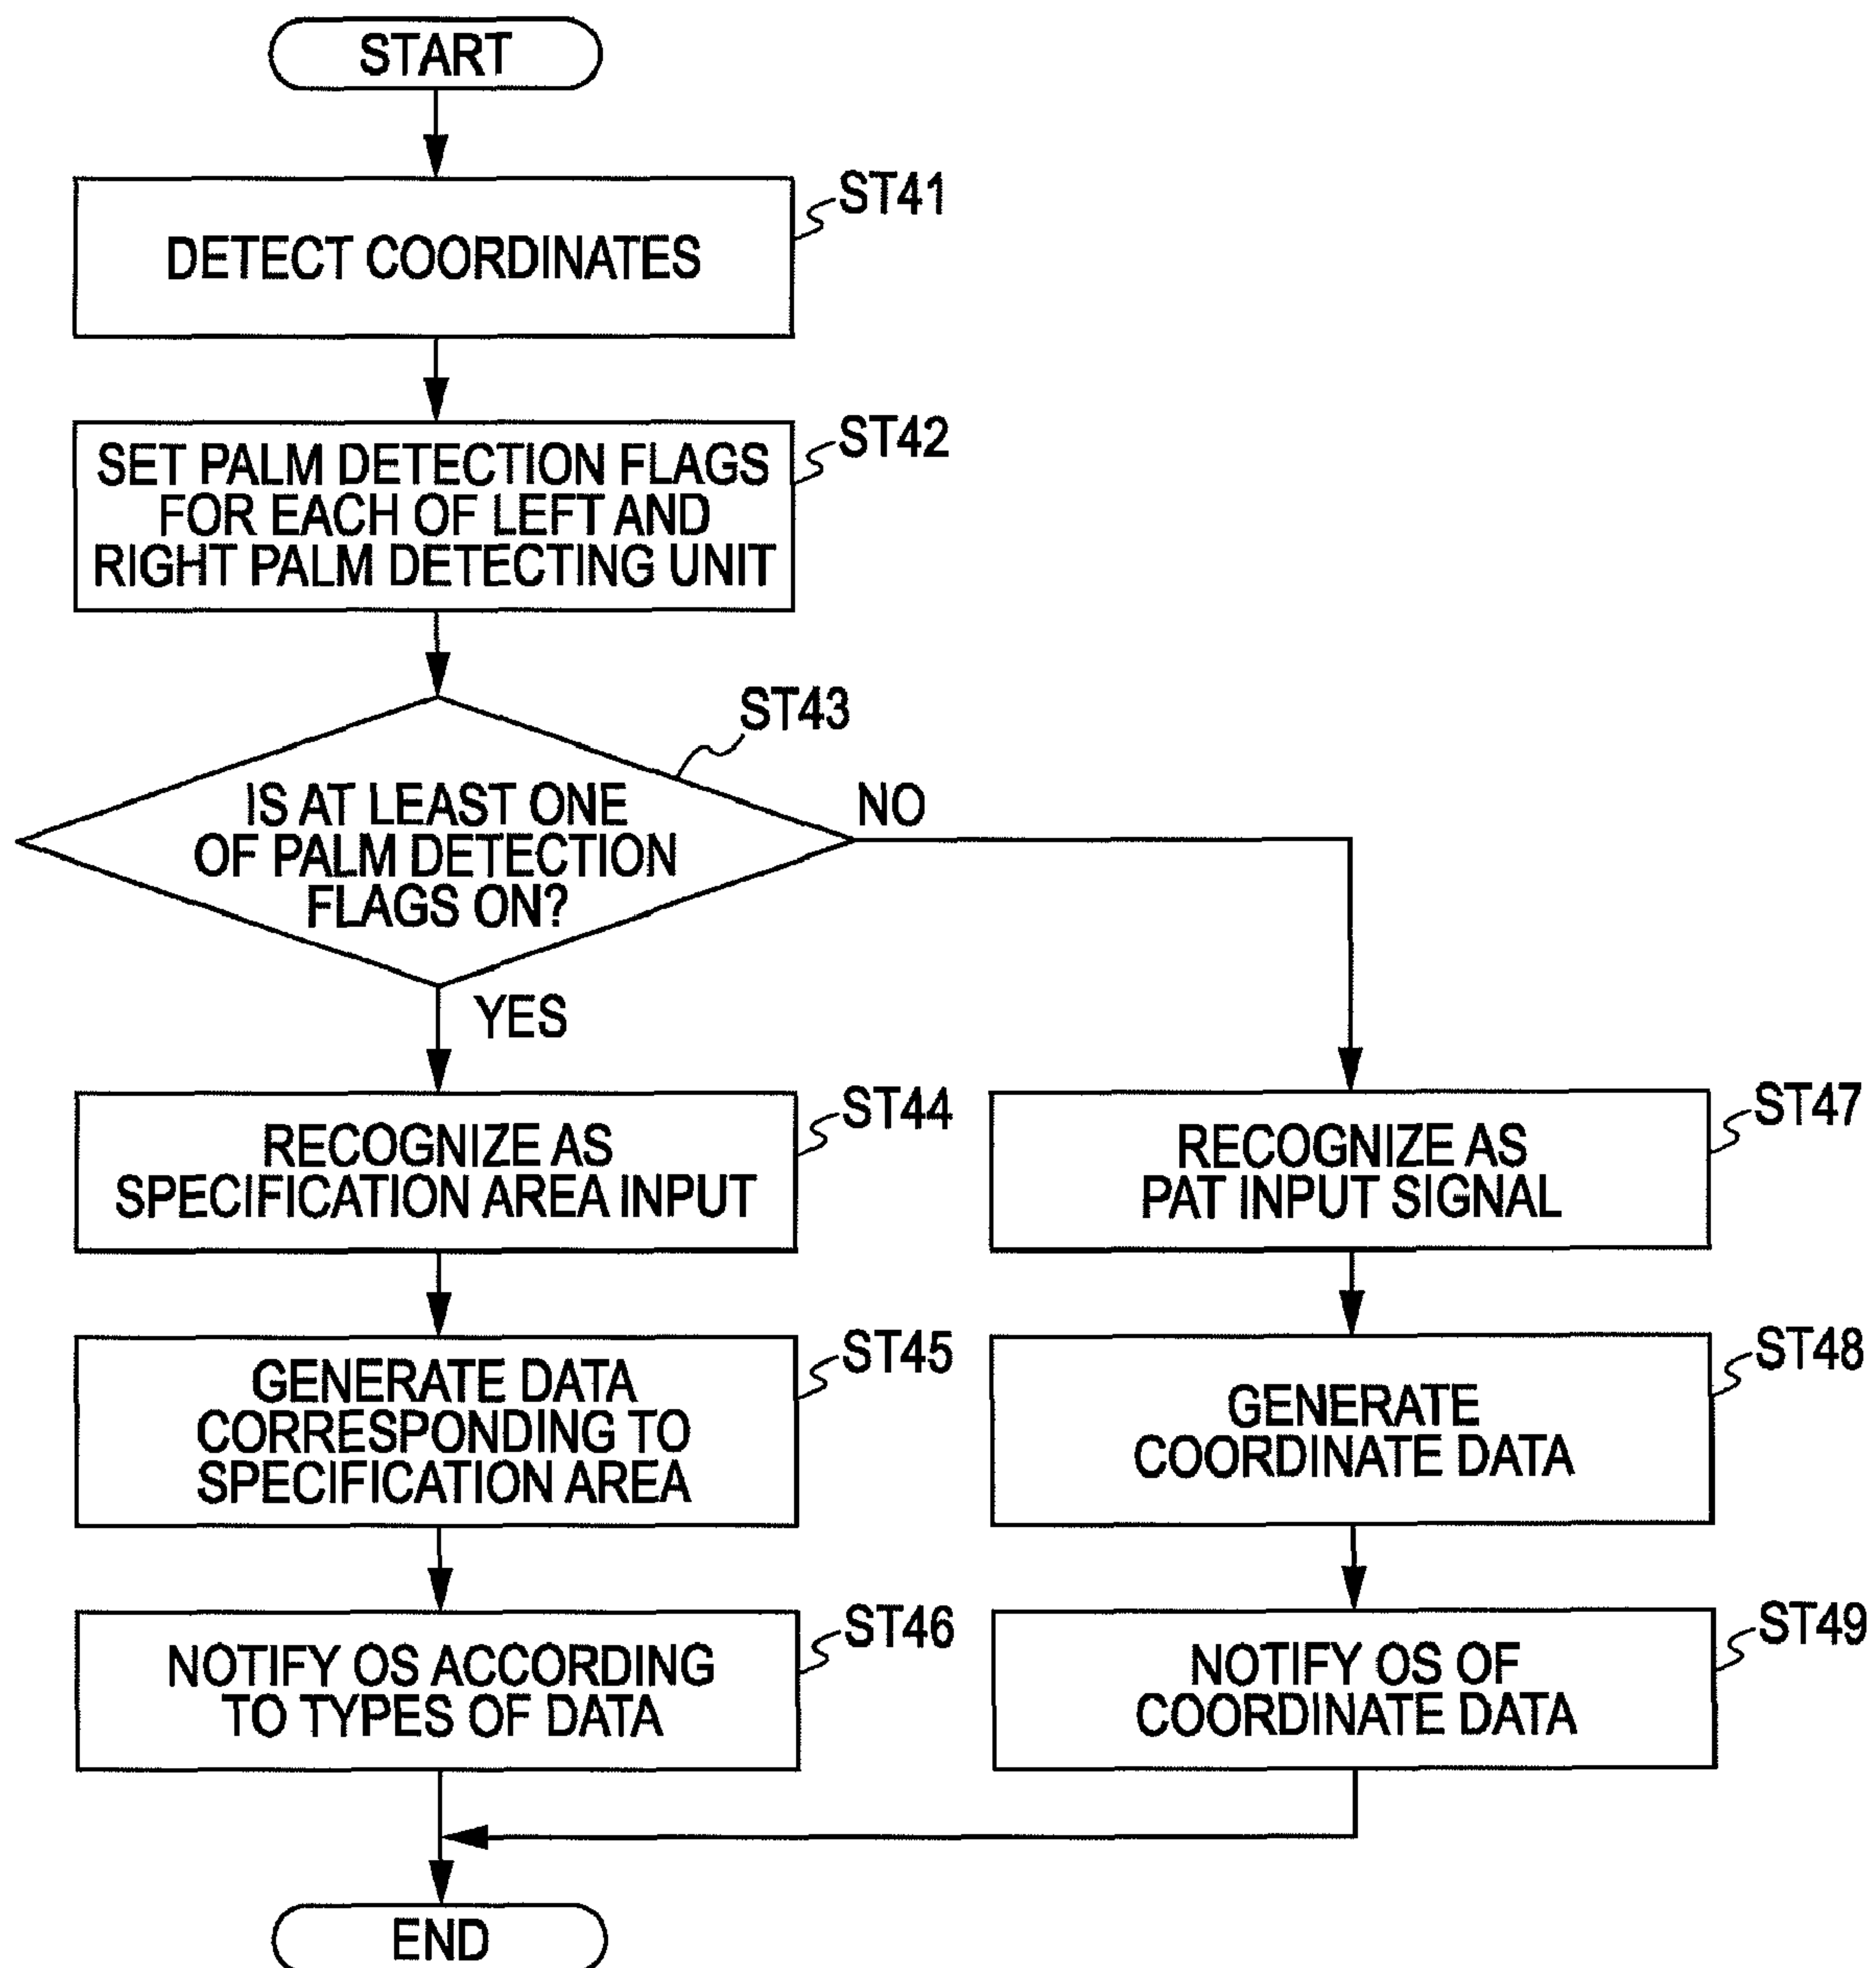 START
DETECT COORDINATES
ST41
SET PALM DETECTION FLAGS
FOR EACH OF LEFT AND
RIGHT PALM DETECTING UNIT
ST42
IS AT LEAST ONE
OF PALM DETECTION
FLAGS ON?
ST43
NO
YES
RECOGNIZE AS
SPECIFICATION AREA INPUT
ST44
GENERATE DATA
CORRESPONDING TO
SPECIFICATION AREA
ST45
NOTIFY OS ACCORDING
TO TYPES OF DATA
ST46
RECOGNIZE AS
PAT INPUT SIGNAL
ST47
GENERATE
COORDINATE DATA
ST48
NOTIFY OS OF
COORDINATE DATA
ST49
END